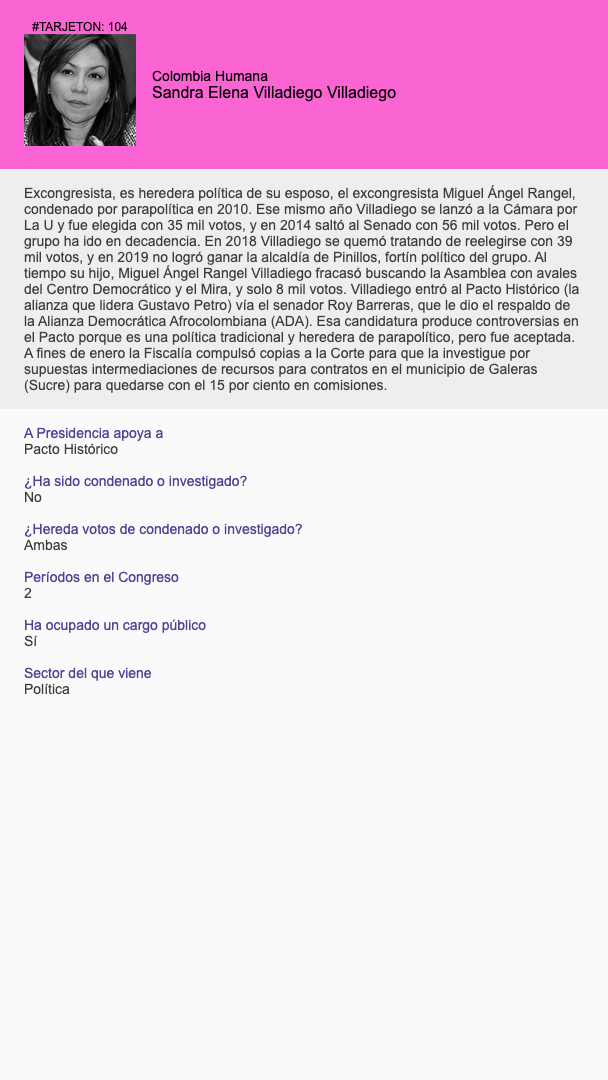 #TARJETON: 104
Colombia Humana
Sandra Elena Villadiego Villadiego
Excongresista, es heredera política de su esposo, el excongresista Miguel Ángel Rangel,
condenado por parapolítica en 2010. Ese mismo año Villadiego se lanzó a la Cámara por
La U y fue elegida con 35 mil votos, y en 2014 saltó al Senado con 56 mil votos. Pero el
grupo ha ido en decadencia. En 2018 Villadiego se quemó tratando de reelegirse con 39
mil votos, y en 2019 no logró ganar la alcaldía de Pinillos, fortín político del grupo. Al
tiempo su hijo, Miguel Ángel Rangel Villadiego fracasó buscando la Asamblea con avales
del Centro Democrático y el Mira, y solo 8 mil votos. Villadiego entró al Pacto Histórico (la
alianza que lidera Gustavo Petro) vía el senador Roy Barreras, que le dio el respaldo de
la Alianza Democrática Afrocolombiana (ADA). Esa candidatura produce controversias en
el Pacto porque es una política tradicional y heredera de parapolítico, pero fue aceptada.
A fines de enero la Fiscalía compulsó copias a la Corte para que la investigue por
supuestas intermediaciones de recursos para contratos en el municipio de Galeras
(Sucre) para quedarse con el 15 por ciento en comisiones.
A Presidencia apoya a
Pacto Histórico
¿Ha sido condenado o investigado?
No
¿Hereda votos de condenado o investigado?
Ambas
Períodos en el Congreso
2
Ha ocupado un cargo público
Sí
Sector del que viene
Política